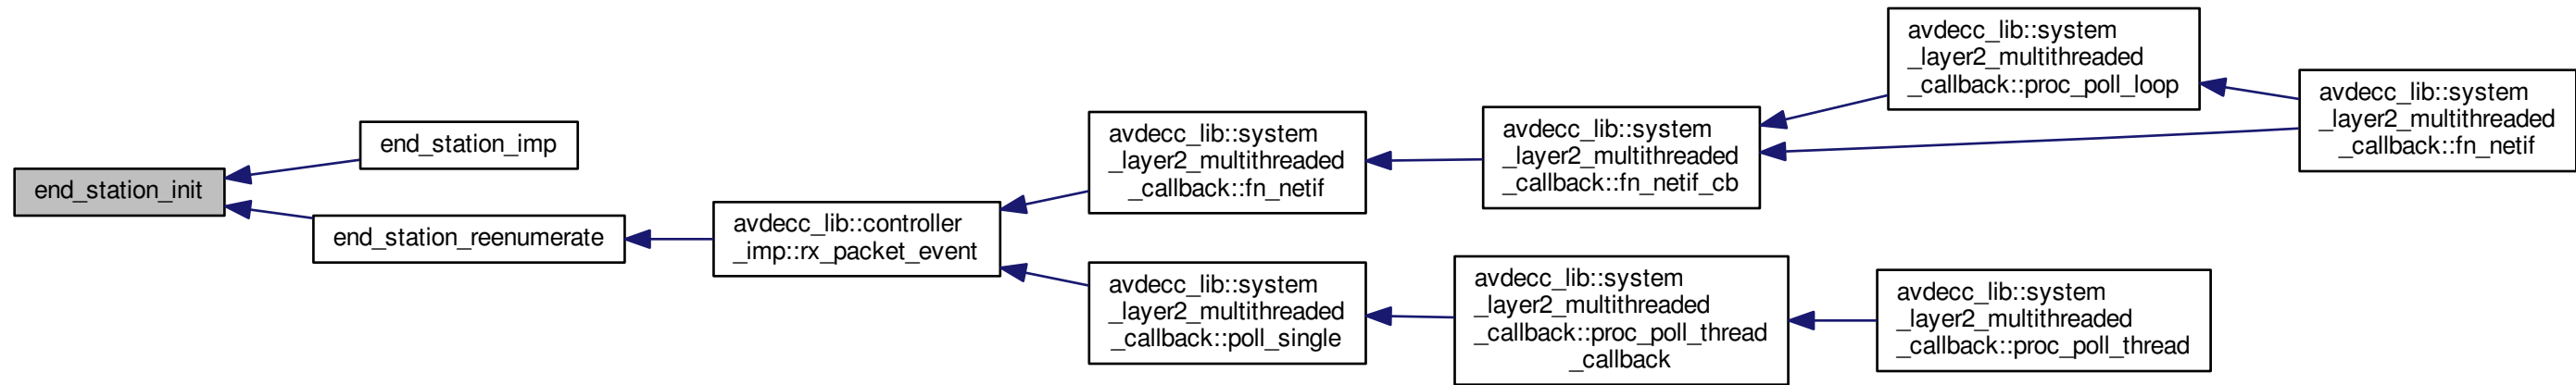 end_station_init
end_station_imp
end_station_reenumerate
avdecc_lib::controller
_imp::rx_packet_event
avdecc_lib::system
_layer2_multithreaded
_callback::fn_netif
avdecc_lib::system
_layer2_multithreaded
_callback::poll_single
avdecc_lib::system
_layer2_multithreaded
_callback::fn_netif_cb
avdecc_lib::system
_layer2_multithreaded
_callback::proc_poll_thread
_callback
avdecc_lib::system
_layer2_multithreaded
_callback::proc_poll_loop
avdecc_lib::system
_layer2_multithreaded
_callback::proc_poll_thread
avdecc_lib::system
_layer2_multithreaded
_callback::fn_netif